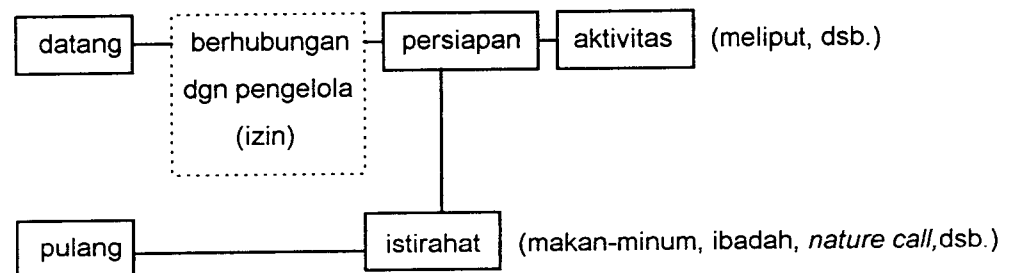 datang
berhubungan
dgn pengelola
(izin)
persiapan
aktivitas
(meliput, dsb.)
pulang
istirahat
(makan-minum, ibadah, nature call,dsb.)